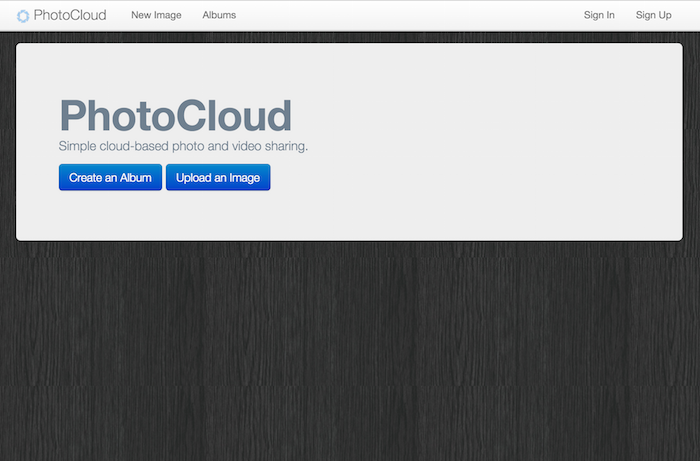 PhotoCloud New Image Albums Sign In Sign Up
PhotoCloud
Simple cloud-based photo and video sharing.
Create an Album Upload an Image